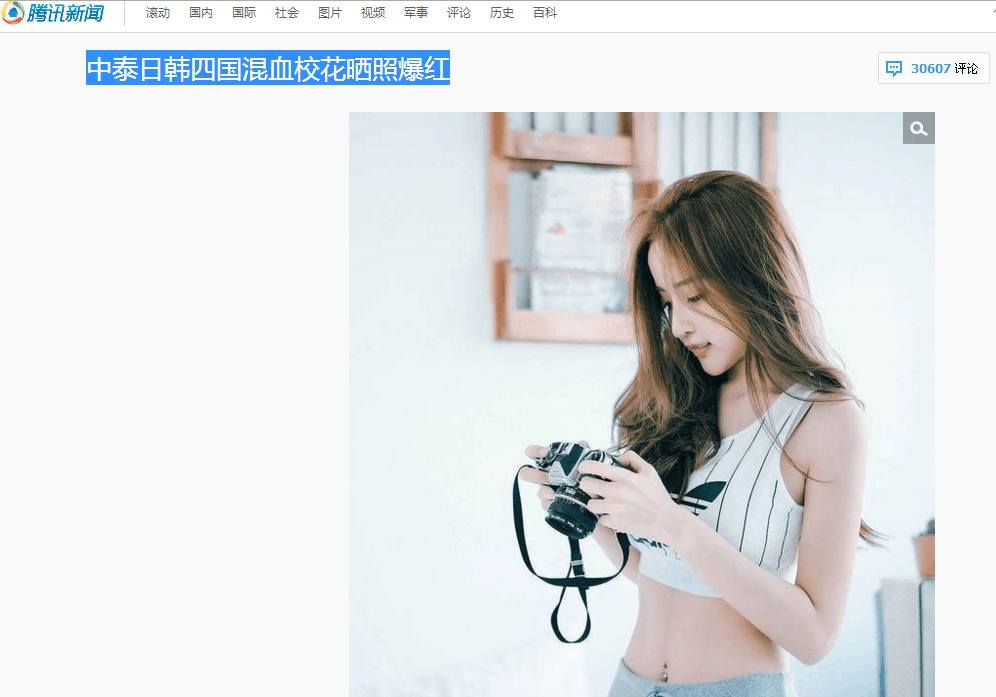 腾讯新闻 滚动 国内 国际 社会 图片 视频 军事 评论 历史 百科
中泰日韩四国混血校花晒照爆红
30607 评论